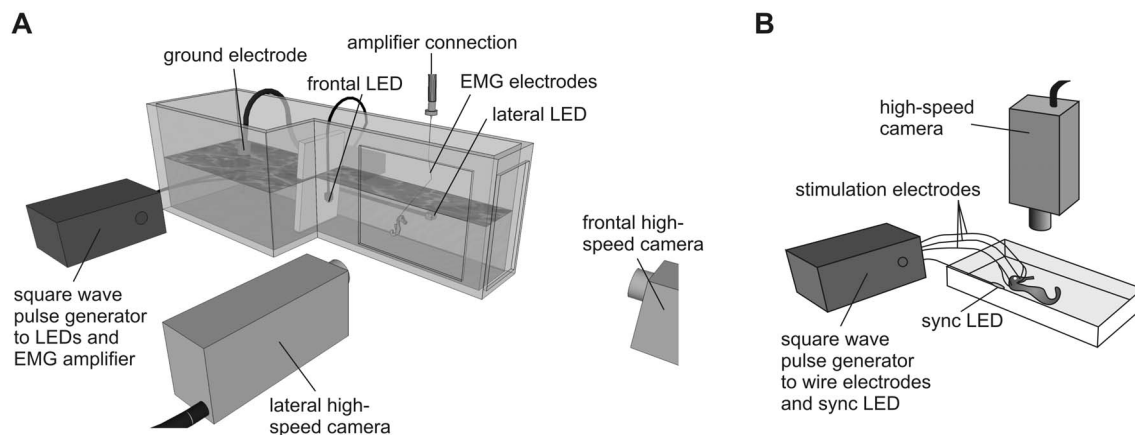 A
ground electrode
frontal LED
amplifier connection
EMG electrodes
lateral LED
square wave
pulse generator
to LEDs and
EMG amplifier
lateral high-
speed camera
frontal high-
speed camera
B
high-speed
camera
stimulation electrodes
sync LED
square wave
pulse generator
to wire electrodes
and sync LED